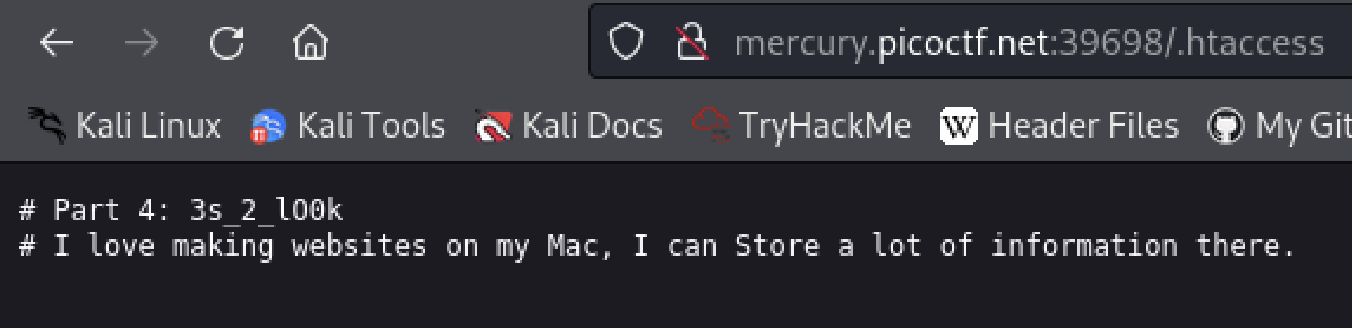 mercury.picoctf.net:39698/.htaccess
Kali Linux Kali Tools Kali Docs TryHackMe W Header Files My Git
# Part 4: 3s_2_lO0k
# I love making websites on my Mac, I can Store a lot of information there.